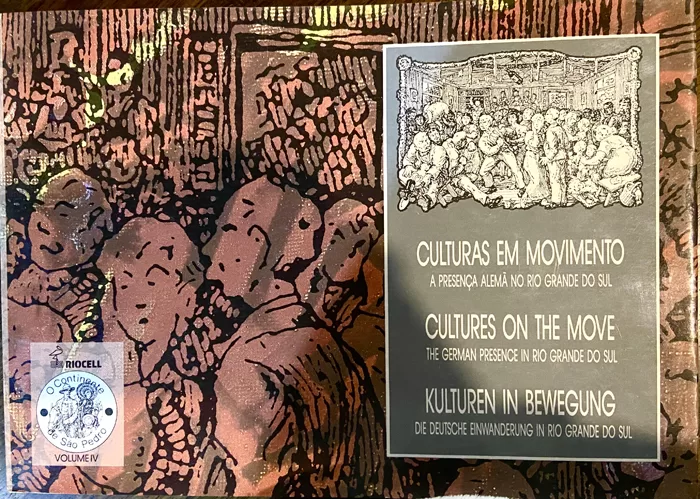 CULTURAS EM MOVIMENTO
A PRESENÇA ALEMÃ NO RIO GRANDE DO SUL
CULTURES ON THE MOVE
THE GERMAN PRESENCE IN RIO GRANDE DO SUL
KULTUREN IN BEWEGUNG
DIE DEUTSCHE EINWANDERUNG IN RIO GRANDE DO SUL
RIOCELL
O Continente
de São Pedro
VOLUME IV